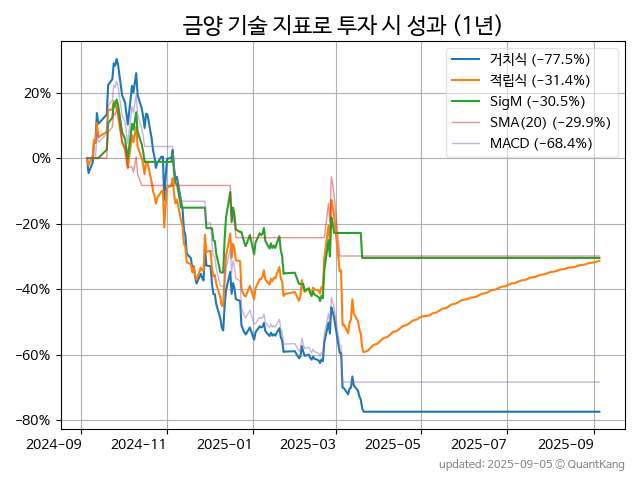 금양 기술 지표로 투자 시 성과 (1년)
거치식 (−77.5%)
적립식 (−31.4%)
SigM (−30.5%)
SMA(20) (−29.9%)
MACD (−68.4%)
20%
0%
−20%
−40%
−60%
−80%
2024-09 2024-11 2025-01 2025-03 2025-05 2025-07 2025-09
updated: 2025-09-05 © QuantKang